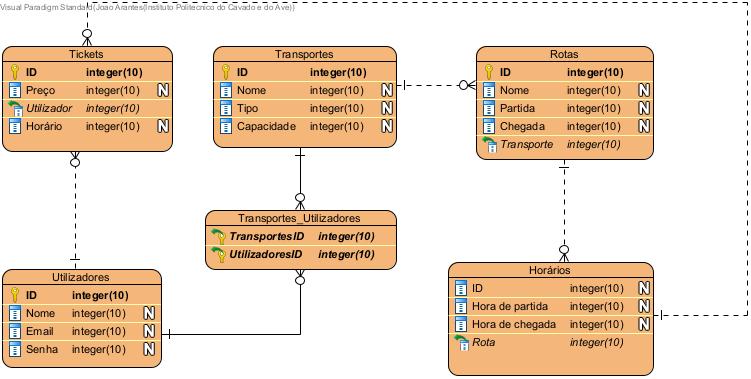 Visual Paradigm Standard(Joao Arantes(Instituto Politecnico do Cavado e do Ave))
Tickets
ID integer(10)
Preço integer(10) N
Utilizador integer(10)
Horário integer(10) N
Transportes
ID integer(10)
Nome integer(10) N
Tipo integer(10) N
Capacidade integer(10) N
Rotas
ID integer(10)
Nome integer(10) N
Partida integer(10) N
Chegada integer(10) N
Transporte integer(10)
Transportes_Utilizadores
TransportesID integer(10)
UtilizadoresID integer(10)
Utilizadores
ID integer(10)
Nome integer(10) N
Email integer(10) N
Senha integer(10) N
Horários
ID integer(10) N
Hora de partida integer(10) N
Hora de chegada integer(10) N
Rota integer(10)